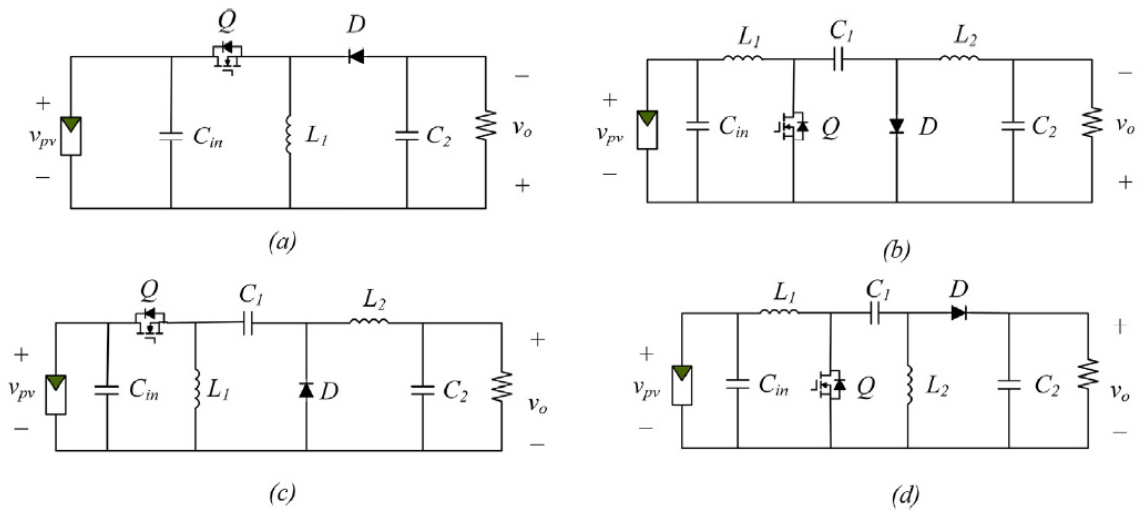 Q D
+ −
v_pv C_in L_1 C_2 v_o
− +
(a)
L_1 C_1 L_2
+ −
v_pv C_in Q D C_2 v_o
− +
(b)
Q C_1 L_2
+ +
v_pv C_in L_1 D C_2 v_o
− −
(c)
L_1 C_1 D
+ +
v_pv C_in Q L_2 C_2 v_o
− −
(d)